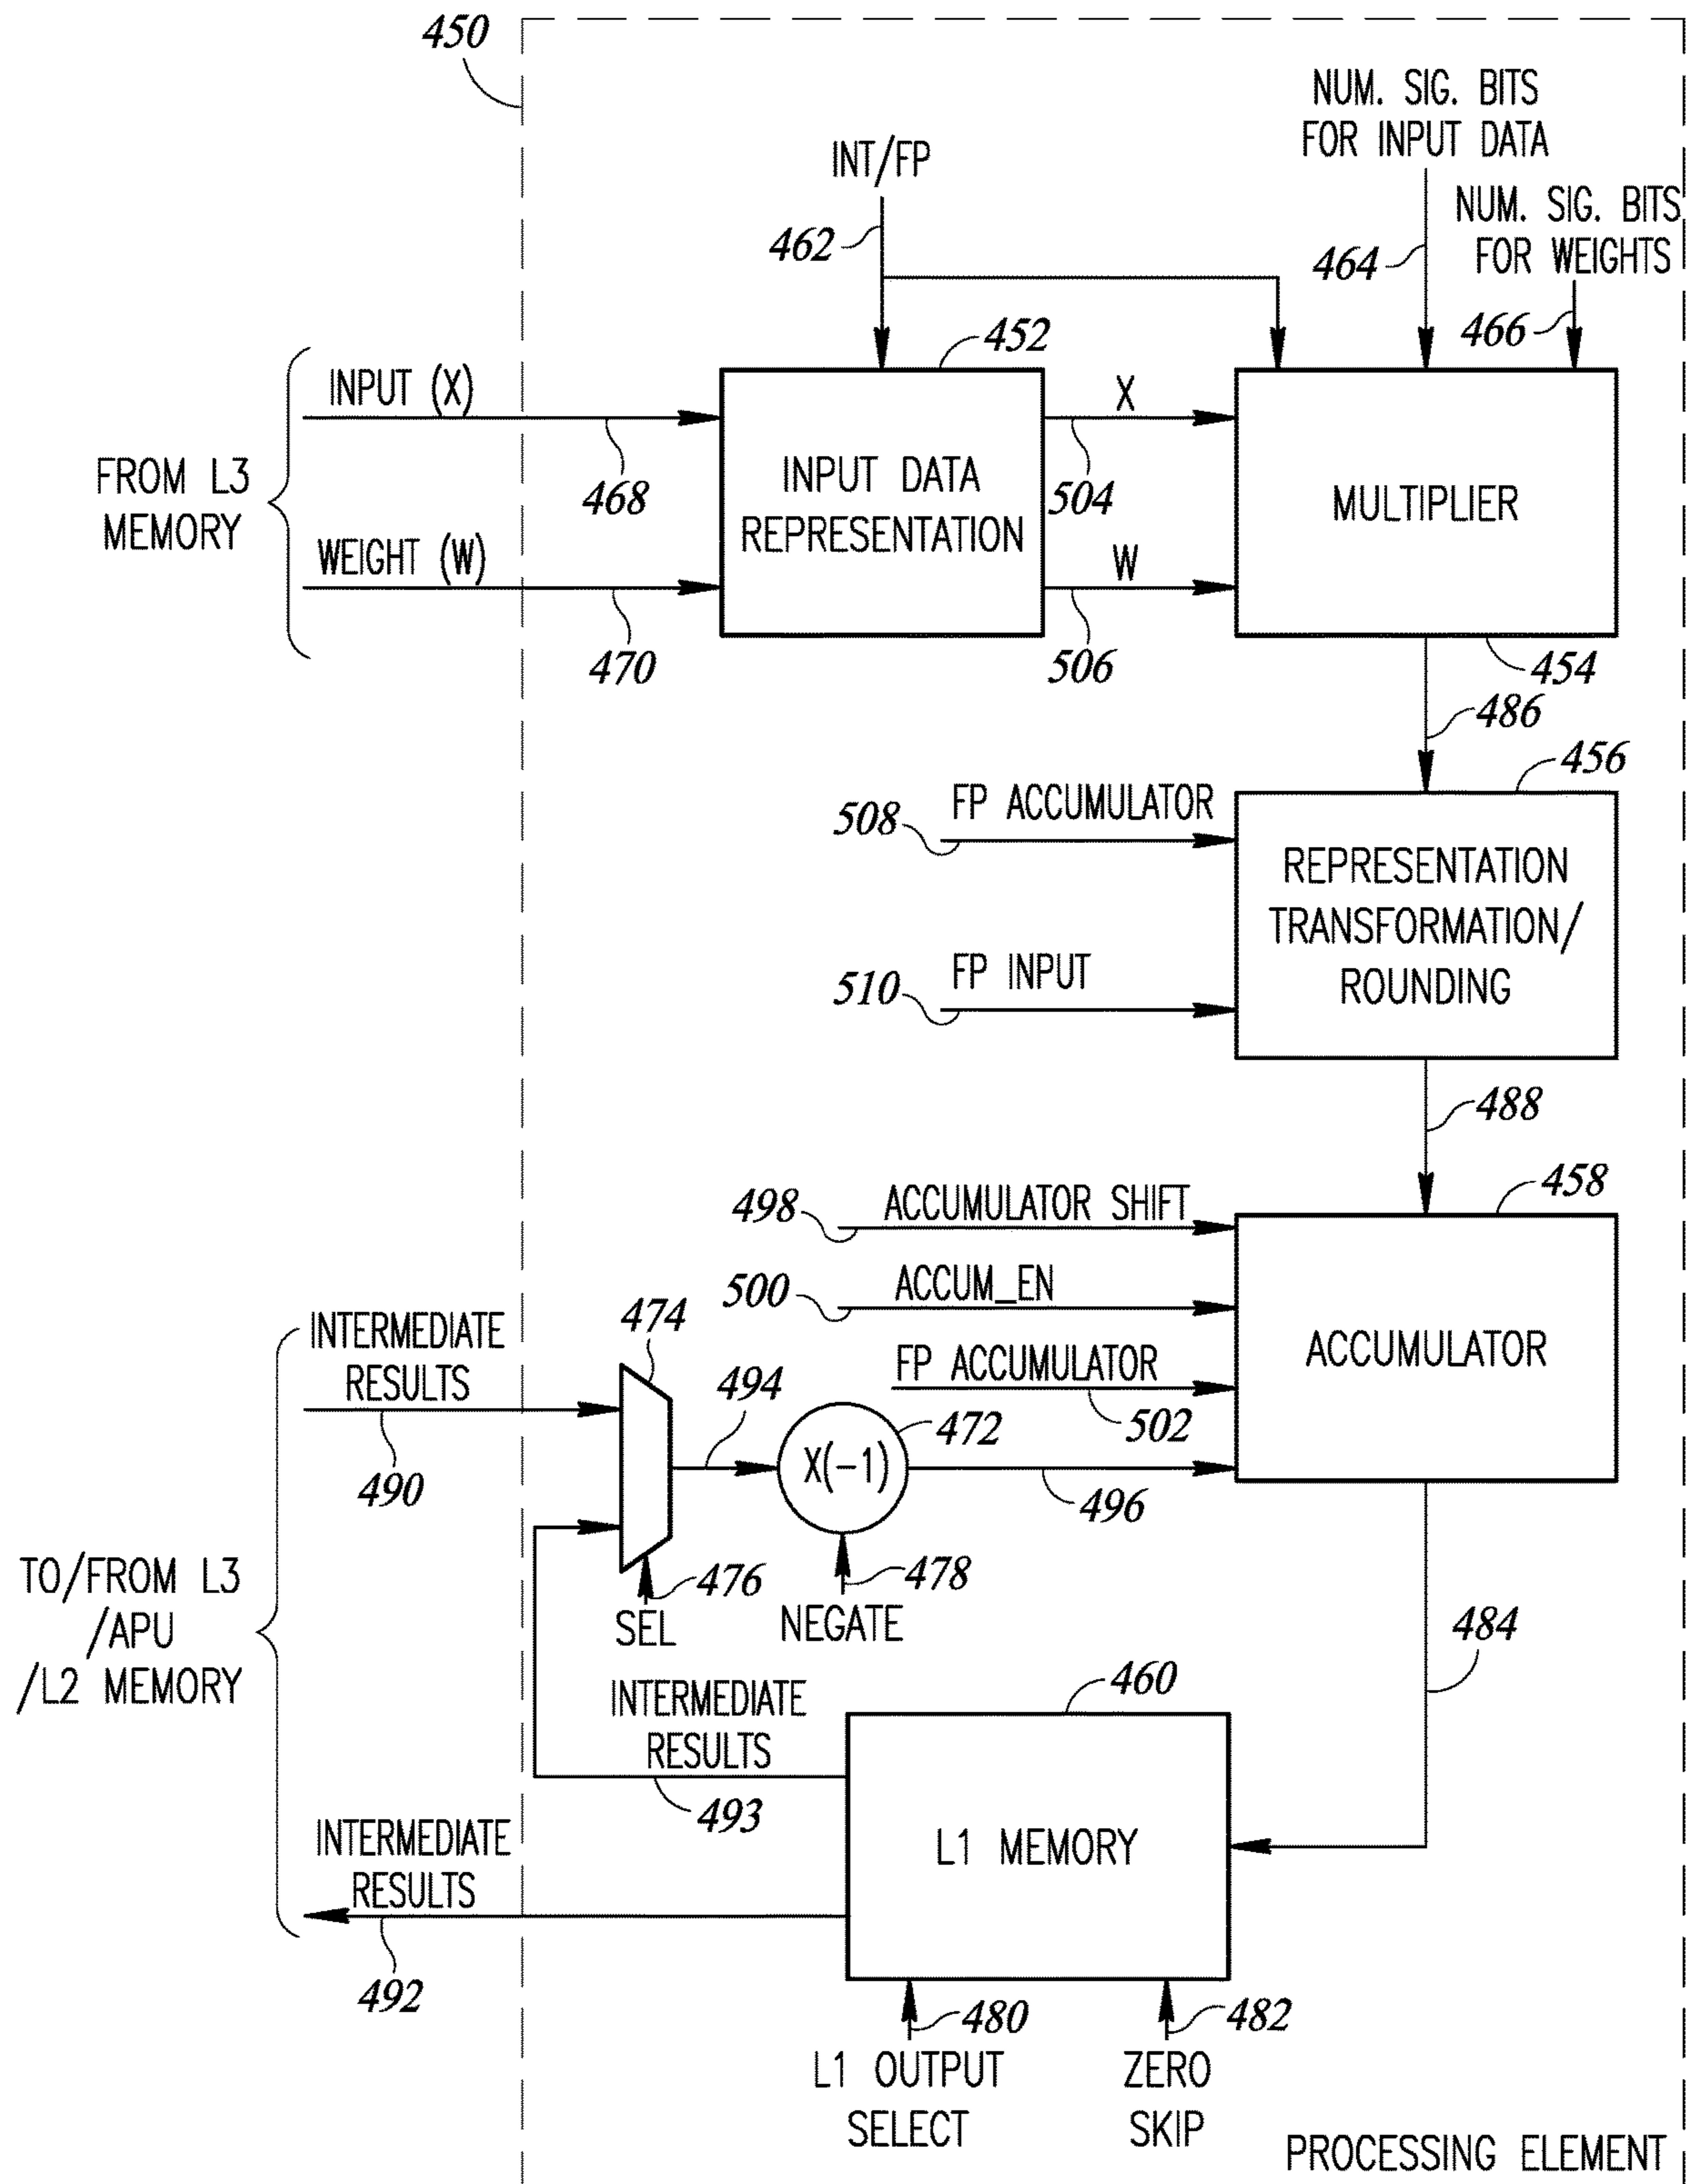 450
NUM. SIG. BITS
FOR INPUT DATA
INT/FP
NUM. SIG. BITS
FOR WEIGHTS
462
464
466
452
INPUT (X)
X
FROM L3
MEMORY
468
INPUT DATA
REPRESENTATION
504
MULTIPLIER
WEIGHT (W)
W
470
506
454
486
456
FP ACCUMULATOR
508
REPRESENTATION
TRANSFORMATION/
ROUNDING
FP INPUT
510
488
458
498
ACCUMULATOR SHIFT
500
ACCUM_EN
474
INTERMEDIATE
RESULTS
494
FP ACCUMULATOR
502
ACCUMULATOR
472
X(-1)
490
496
TO/FROM L3
/APU
/L2 MEMORY
476
SEL
478
NEGATE
484
460
INTERMEDIATE
RESULTS
493
L1 MEMORY
INTERMEDIATE
RESULTS
492
480
482
L1 OUTPUT
SELECT
ZERO
SKIP
PROCESSING ELEMENT